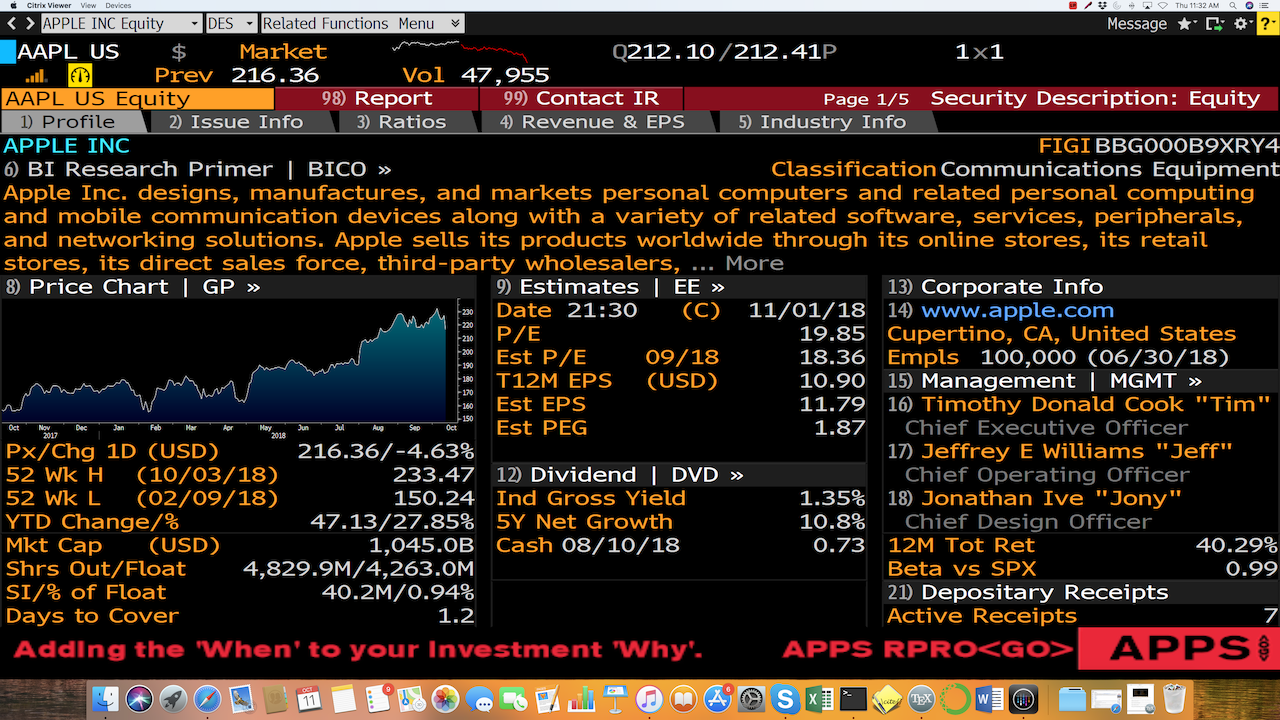 Citrix Viewer View Devices Thu 11:32 AM
APPLE INC Equity DES Related Functions Menu Message ?
AAPL US $ Market Q212.10/212.41P 1x1
Prev 216.36 Vol 47,955
AAPL US Equity 98) Report 99) Contact IR Page 1/5 Security Description: Equity
1) Profile 2) Issue Info 3) Ratios 4) Revenue & EPS 5) Industry Info
APPLE INC FIGI BBG000B9XRY4
6) BI Research Primer | BICO » Classification Communications Equipment
Apple Inc. designs, manufactures, and markets personal computers and related personal computing
and mobile communication devices along with a variety of related software, services, peripherals,
and networking solutions. Apple sells its products worldwide through its online stores, its retail
stores, its direct sales force, third-party wholesalers, ... More
8) Price Chart | GP »
230
220
210
200
190
180
170
160
150
Oct Nov Dec Jan Feb Mar Apr May Jun Jul Aug Sep Oct
2017 2018
Px/Chg 1D (USD) 216.36/-4.63%
52 Wk H (10/03/18) 233.47
52 Wk L (02/09/18) 150.24
YTD Change/% 47.13/27.85%
Mkt Cap (USD) 1,045.0B
Shrs Out/Float 4,829.9M/4,263.0M
SI/% of Float 40.2M/0.94%
Days to Cover 1.2
9) Estimates | EE »
Date 21:30 (C) 11/01/18
P/E 19.85
Est P/E 09/18 18.36
T12M EPS (USD) 10.90
Est EPS 11.79
Est PEG 1.87
12) Dividend | DVD »
Ind Gross Yield 1.35%
5Y Net Growth 10.8%
Cash 08/10/18 0.73
13) Corporate Info
14) www.apple.com
Cupertino, CA, United States
Empls 100,000 (06/30/18)
15) Management | MGMT »
16) Timothy Donald Cook "Tim"
Chief Executive Officer
17) Jeffrey E Williams "Jeff"
Chief Operating Officer
18) Jonathan Ive "Jony"
Chief Design Officer
12M Tot Ret 40.29%
Beta vs SPX 0.99
21) Depositary Receipts
Active Receipts 7
Adding the 'When' to your Investment 'Why'. APPS RPRO<GO> APPS
OCT
11
9
6
TeX